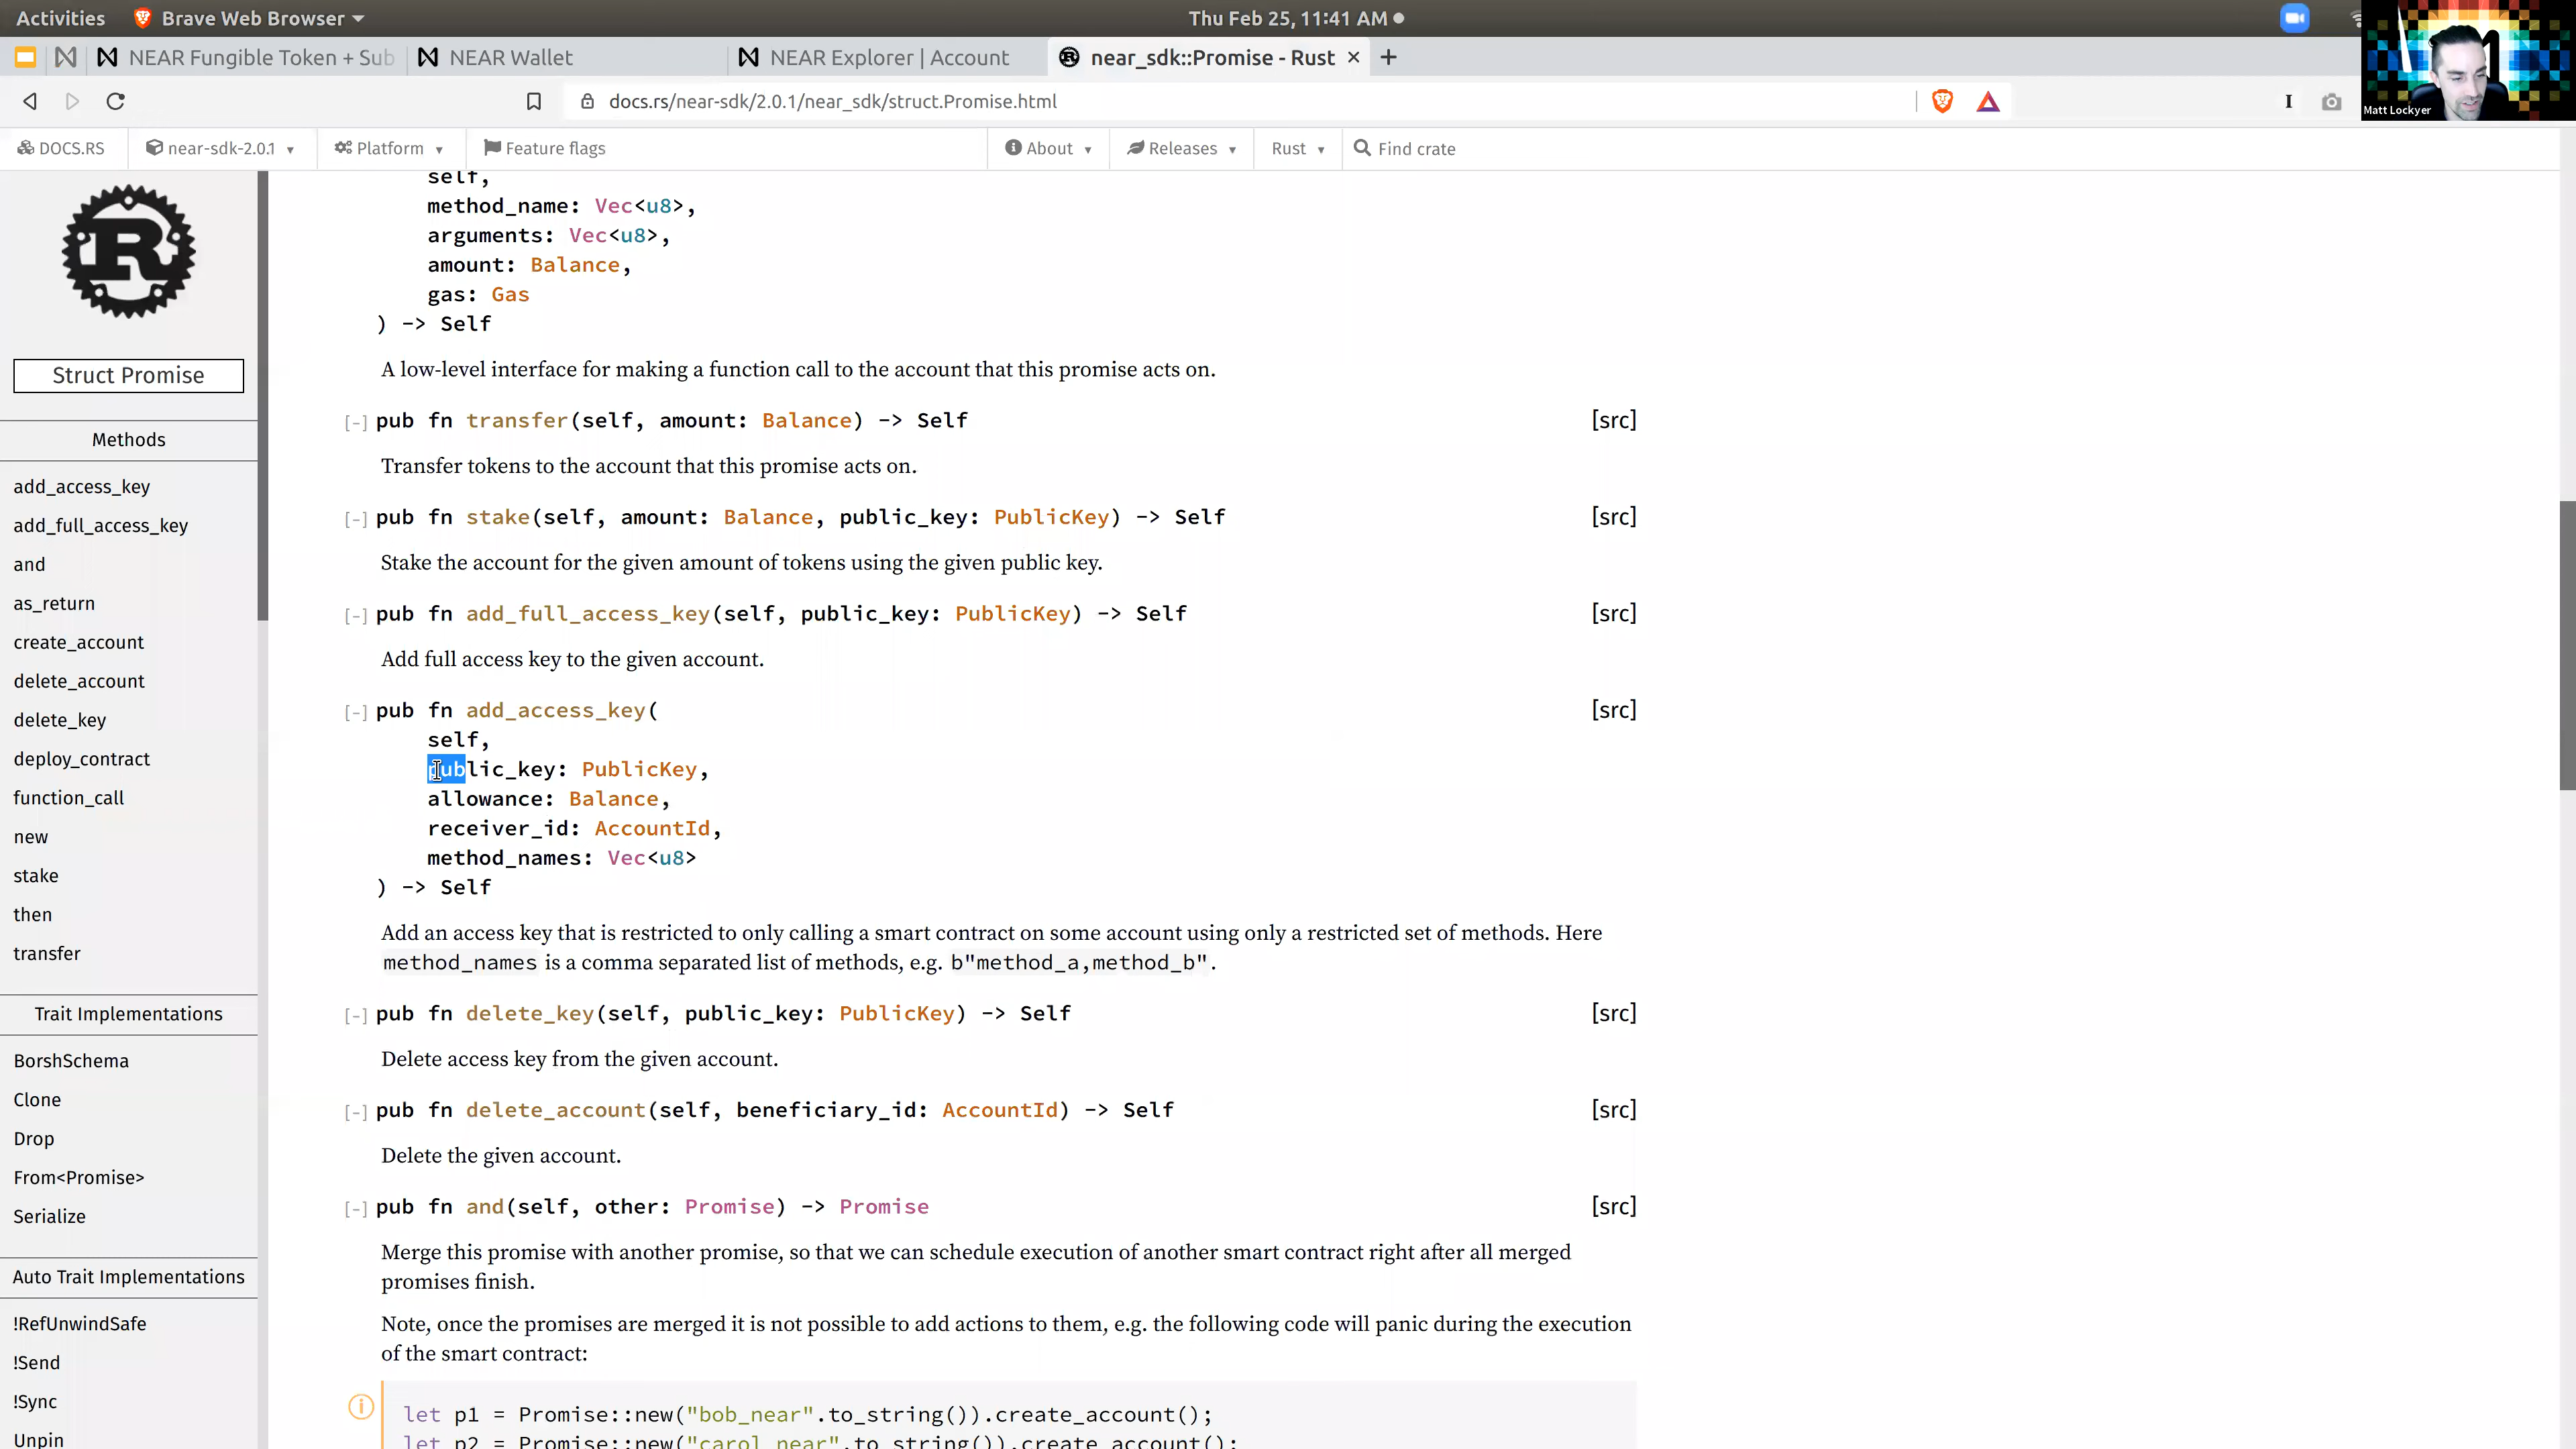 Activities
Brave Web Browser
Thu Feb 25, 11:41 AM
NEAR Fungible Token + Sub
NEAR Wallet
NEAR Explorer | Account
near_sdk::Promise - Rust
docs.rs/near-sdk/2.0.1/near_sdk/struct.Promise.html
Matt Lockyer
DOCS.RS
near-sdk-2.0.1
Platform
Feature flags
About
Releases
Rust
Find crate
Struct Promise
Methods
add_access_key
add_full_access_key
and
as_return
create_account
delete_account
delete_key
deploy_contract
function_call
new
stake
then
transfer
Trait Implementations
BorshSchema
Clone
Drop
From<Promise>
Serialize
Auto Trait Implementations
!RefUnwindSafe
!Send
!Sync
Unpin
self,
method_name: Vec<u8>,
arguments: Vec<u8>,
amount: Balance,
gas: Gas
) -> Self
A low-level interface for making a function call to the account that this promise acts on.
[-] pub fn transfer(self, amount: Balance) -> Self [src]
Transfer tokens to the account that this promise acts on.
[-] pub fn stake(self, amount: Balance, public_key: PublicKey) -> Self [src]
Stake the account for the given amount of tokens using the given public key.
[-] pub fn add_full_access_key(self, public_key: PublicKey) -> Self [src]
Add full access key to the given account.
[-] pub fn add_access_key( [src]
self,
public_key: PublicKey,
allowance: Balance,
receiver_id: AccountId,
method_names: Vec<u8>
) -> Self
Add an access key that is restricted to only calling a smart contract on some account using only a restricted set of methods. Here
method_names is a comma separated list of methods, e.g. b"method_a,method_b".
[-] pub fn delete_key(self, public_key: PublicKey) -> Self [src]
Delete access key from the given account.
[-] pub fn delete_account(self, beneficiary_id: AccountId) -> Self [src]
Delete the given account.
[-] pub fn and(self, other: Promise) -> Promise [src]
Merge this promise with another promise, so that we can schedule execution of another smart contract right after all merged
promises finish.
Note, once the promises are merged it is not possible to add actions to them, e.g. the following code will panic during the execution
of the smart contract:
let p1 = Promise::new("bob_near".to_string()).create_account();
let p2 = Promise::new("carol_near".to_string()).create_account();